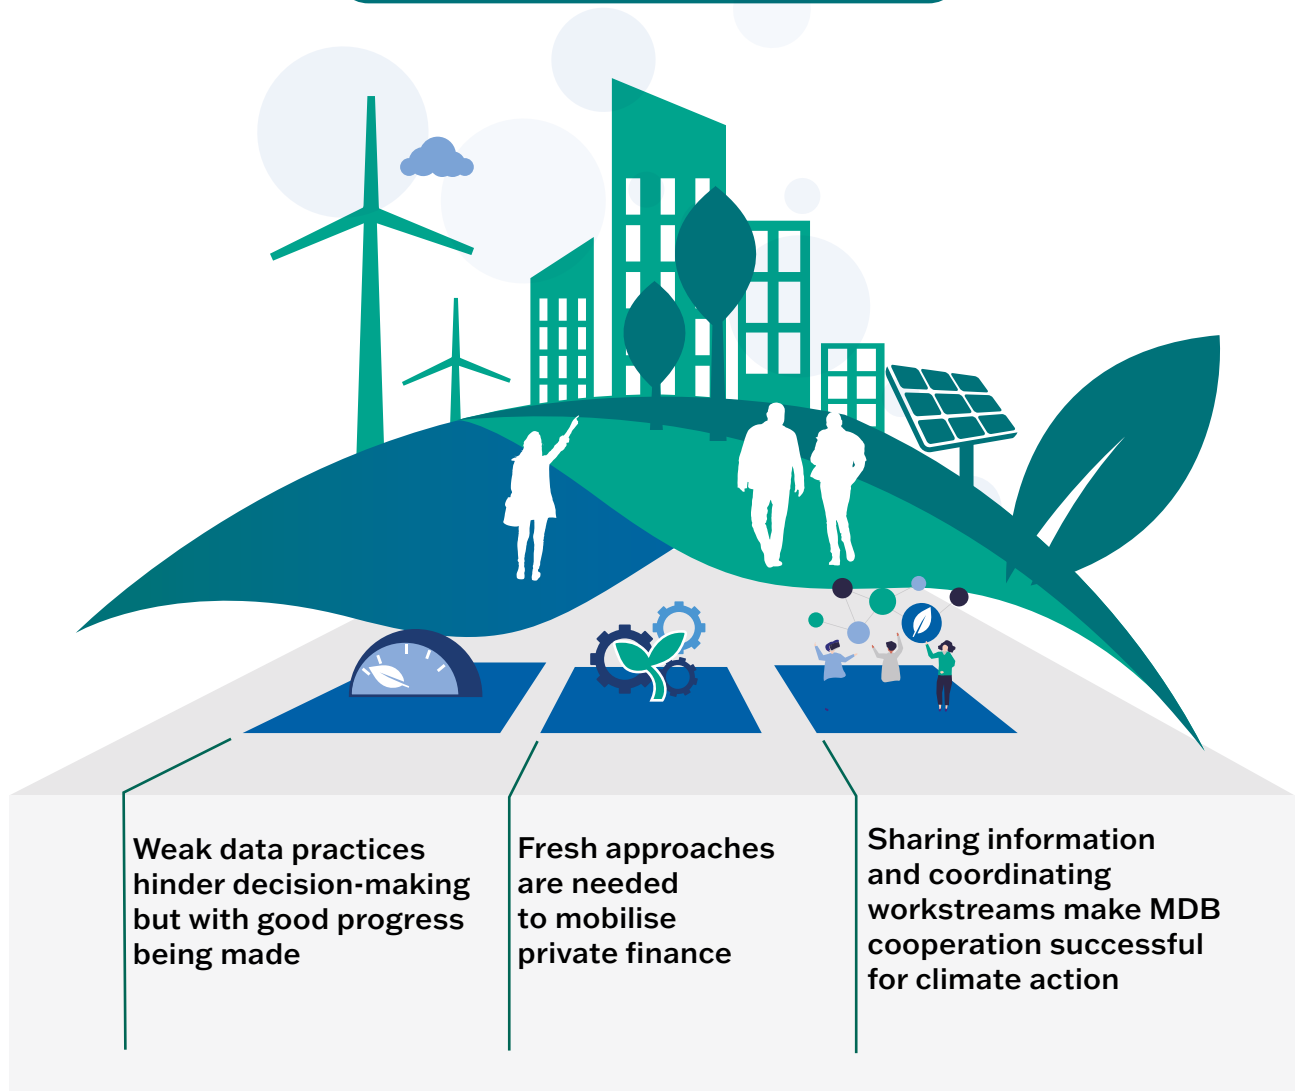 Weak data practices
hinder decision-making
but with good progress
being made
Fresh approaches
are needed
to mobilise
private finance
Sharing information
and coordinating
workstreams make MDB
cooperation successful
for climate action